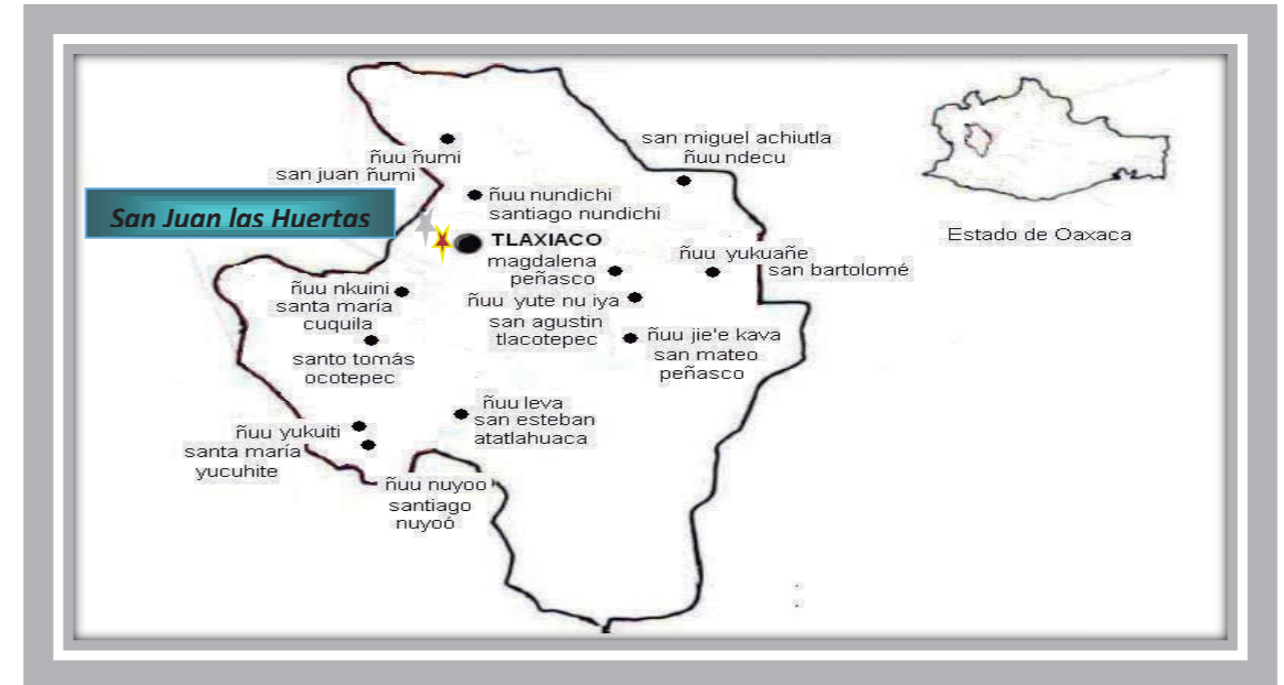 ñuu ñumi
san juan ñumi
San Juan las Huertas
san miguel achiutla
ñuu ndecu
ñuu nundichi
santiago nundichi
TLAXIACO
magdalena
peñasco
ñuu yukuañe
san bartolomé
Estado de Oaxaca
ñuu nkuini
santa maría
cuquila
ñuu yute nu iya
san agustin
tlacotepec
ñuu jie'e kava
san mateo
peñasco
santo tomás
ocotepec
ñuu leva
san esteban
atatlahuaca
ñuu yukuiti
santa maría
yucuhite
ñuu nuyoo
santiago
nuyoó